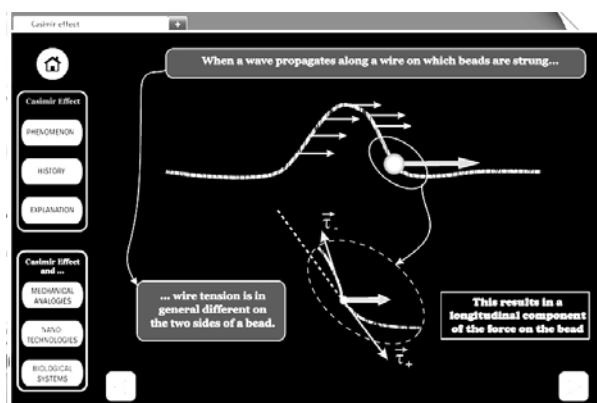 Casimir effect
+
When a wave propagates along a wire on which beads are strung...
Casimir Effect
PHENOMENON
HISTORY
EXPLANATION
Casimir Effect
and ...
MECHANICAL
ANALOGIES
NANO
TECHNOLOGIES
BIOLOGICAL
SYSTEMS
τ⃗-
... wire tension is in
general different on
the two sides of a bead.
This results in a
longitudinal component
of the force on the bead
τ⃗+